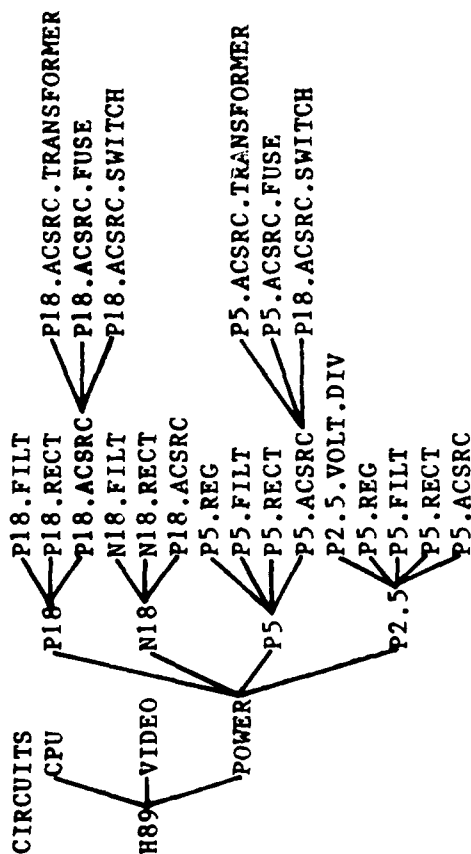 CIRCUITS
CPU
H89
VIDEO
POWER
P18
N18
P5
P2.5
P18.FILT
P18.RECT
P18.ACSRC
N18.FILT
N18.RECT
P18.ACSRC
P5.REG
P5.FILT
P5.RECT
P5.ACSRC
P2.5.VOLT.DIV
P5.REG
P5.FILT
P5.RECT
P5.ACSRC
P18.ACSRC.TRANSFORMER
P18.ACSRC.FUSE
P18.ACSRC.SWITCH
P5.ACSRC.TRANSFORMER
P5.ACSRC.FUSE
P18.ACSRC.SWITCH